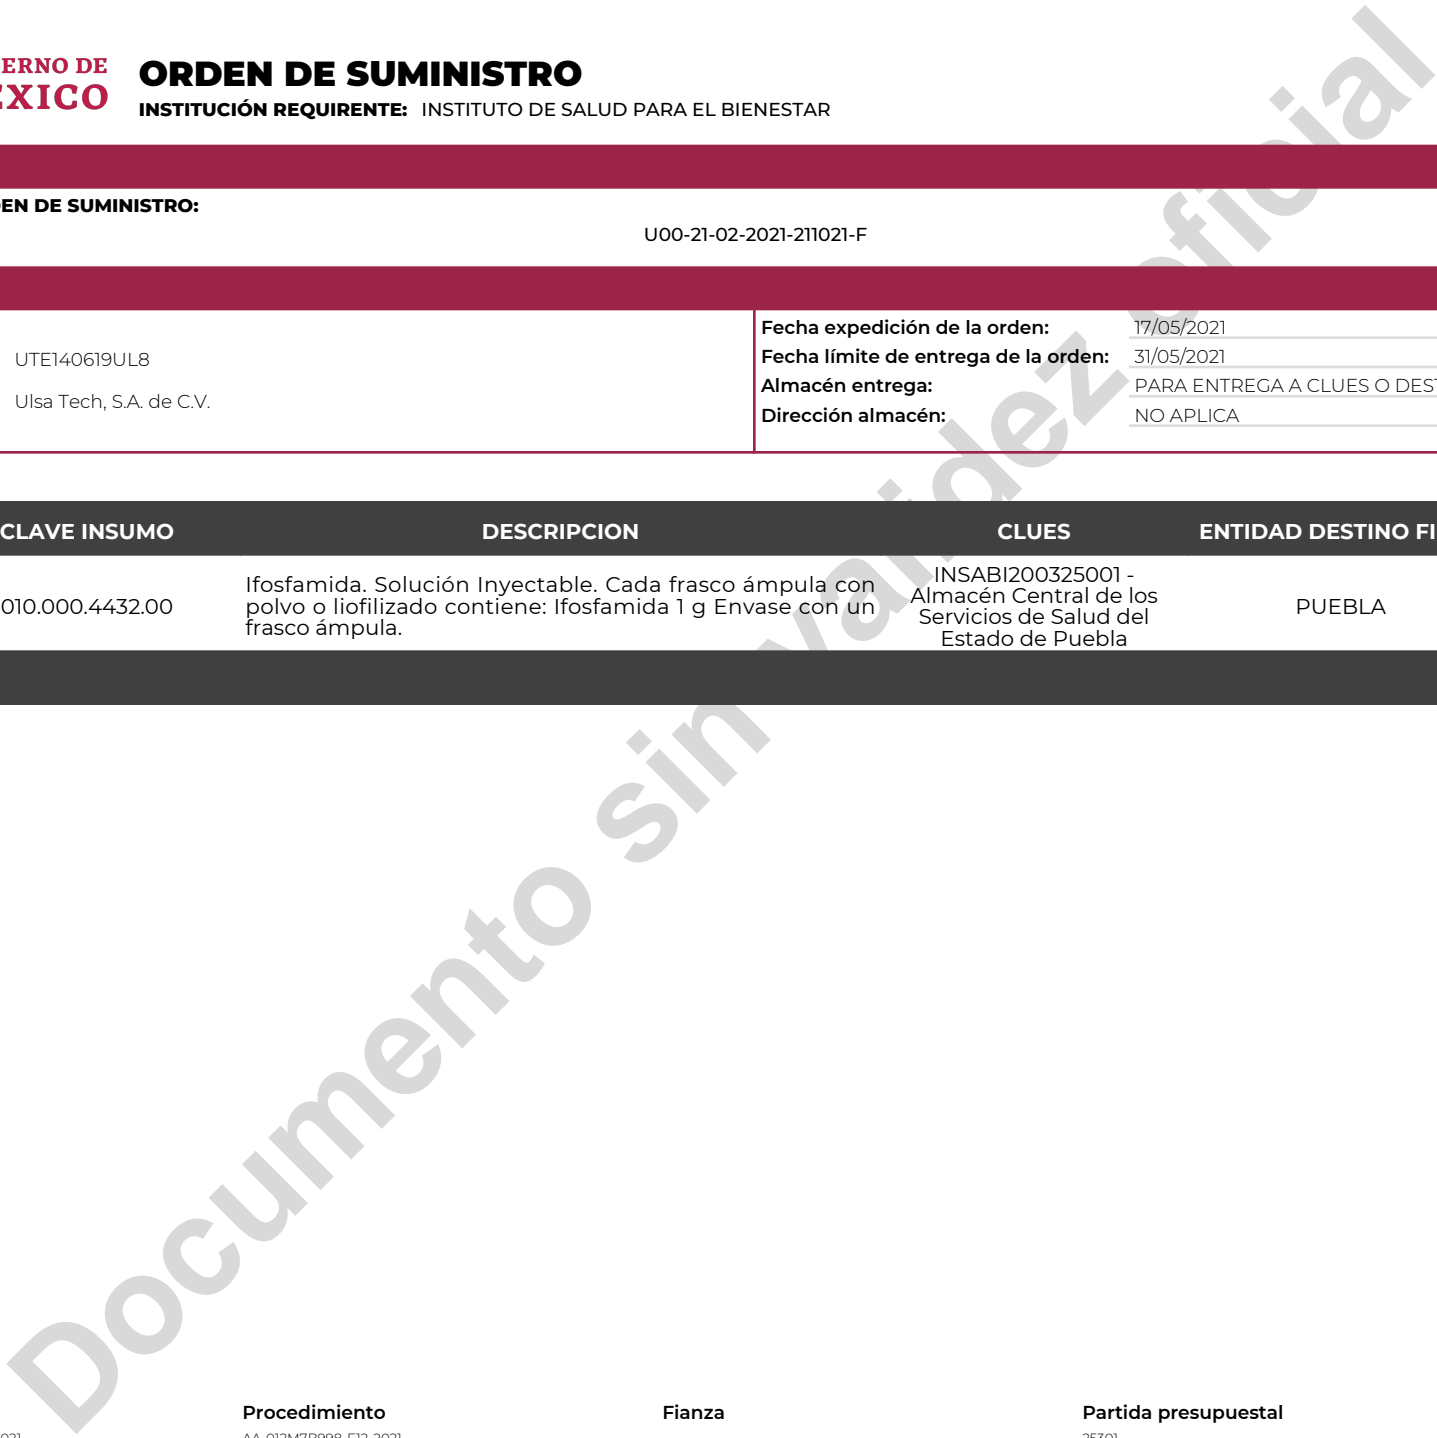 ERNO DE
ORDEN DE SUMINISTRO
XICO
INSTITUCIÓN REQUIRENTE: INSTITUTO DE SALUD PARA EL BIENESTAR
EN DE SUMINISTRO:
U00-21-02-2021-211021-F
Fecha expedición de la orden: 17/05/2021
UTE140619UL8
Fecha límite de entrega de la orden: 31/05/2021
Almacén entrega: PARA ENTREGA A CLUES O DES
Ulsa Tech, S.A. de C.V.
Dirección almacén: NO APLICA
CLAVE INSUMO DESCRIPCION CLUES ENTIDAD DESTINO FI
010.000.4432.00
Ifosfamida. Solución Inyectable. Cada frasco ámpula con
polvo o liofilizado contiene: Ifosfamida 1 g Envase con un
frasco ámpula.
INSABI200325001 -
Almacén Central de los
Servicios de Salud del
Estado de Puebla
PUEBLA
Documento sin validez oficial
Procedimiento Fianza Partida presupuestal